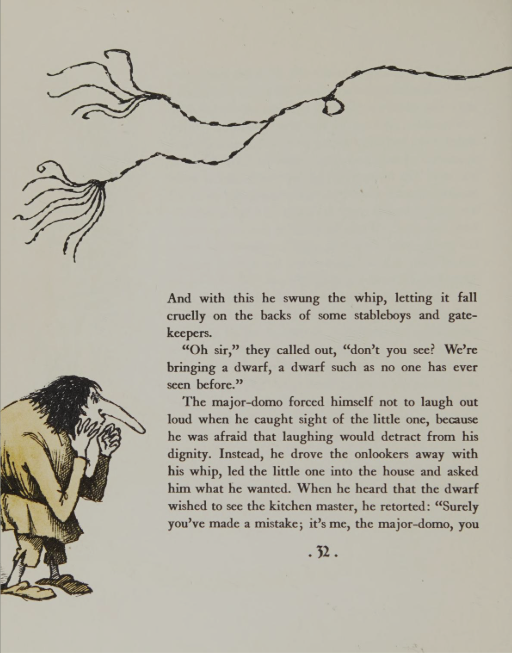 And with this he swung the whip, letting it fall
cruelly on the backs of some stableboys and gate-
keepers.
“Oh sir,” they called out, “don’t you see? We’re
bringing a dwarf, a dwarf such as no one has ever
seen before.”
The major-domo forced himself not to laugh out
loud when he caught sight of the little one, because
he was afraid that laughing would detract from his
dignity. Instead, he drove the onlookers away with
his whip, led the little one into the house and asked
him what he wanted. When he heard that the dwarf
wished to see the kitchen master, he retorted: “Surely
you’ve made a mistake; it’s me, the major-domo, you
. 32 .